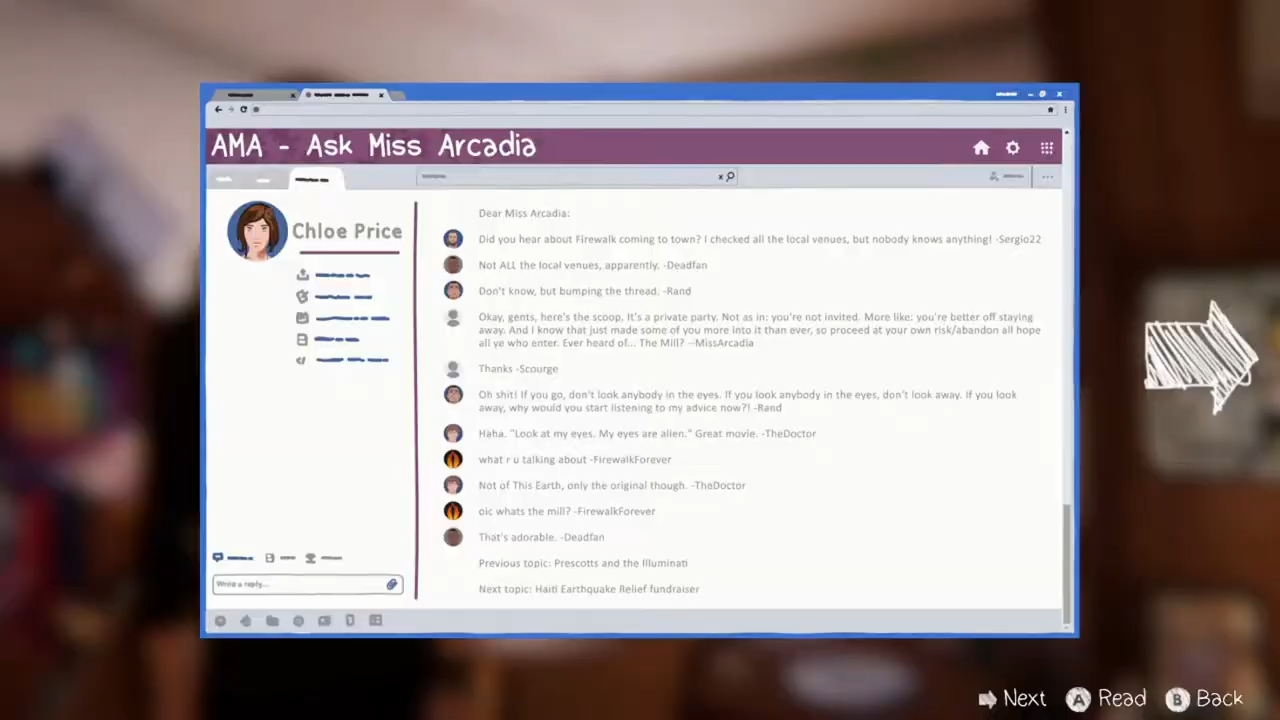 AMA - Ask Miss Arcadia
Chloe Price
Dear Miss Arcadia:
Did you hear about Firewalk coming to town? I checked all the local venues, but nobody knows anything! -Sergio22
Not ALL the local venues, apparently. -Deadfan
Don't know, but bumping the thread. -Rand
Okay, gents, here's the scoop. It's a private party. Not as in: you're not invited. More like: you're better off staying
away. And I know that just made some of you more into it than ever, so proceed at your own risk/abandon all hope
all ye who enter. Ever heard of... The Mill? --MissArcadia
Thanks -Scourge
Oh shit! If you go, don't look anybody in the eyes. If you look anybody in the eyes, don't look away. If you look
away, why would you start listening to my advice now?! -Rand
Haha. "Look at my eyes. My eyes are alien." Great movie. -TheDoctor
what r u talking about -FirewalkForever
Not of This Earth, only the original though. -TheDoctor
oic whats the mill? -FirewalkForever
That's adorable. -Deadfan
Previous topic: Prescotts and the Illuminati
Next topic: Haiti Earthquake Relief fundraiser
Write a reply...
Next
A Read
B Back